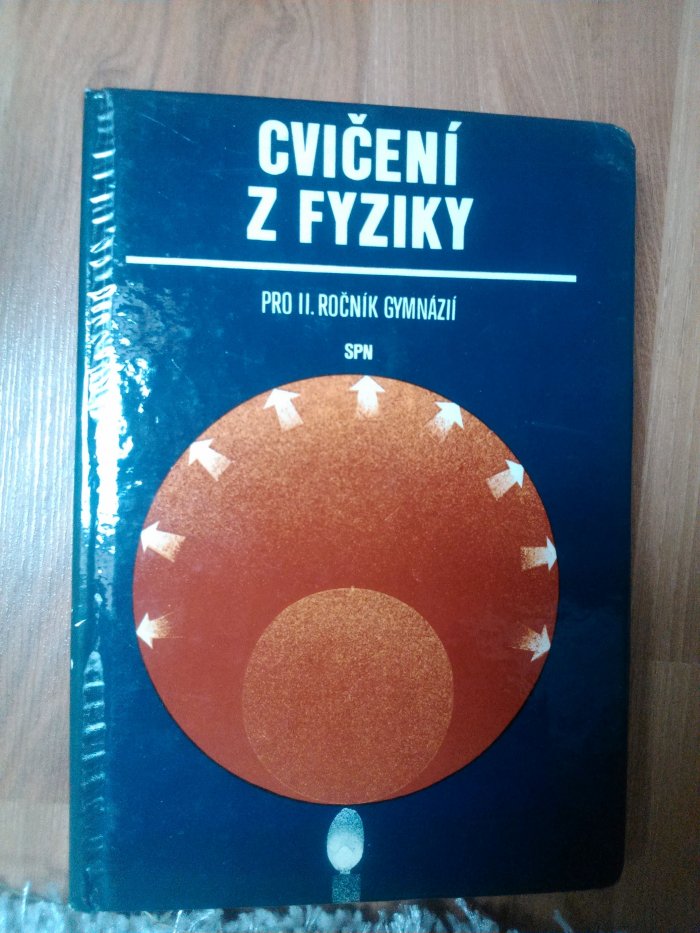 CVIČENÍ
Z FYZIKY
PRO II. ROČNÍK GYMNÁZIÍ
SPN